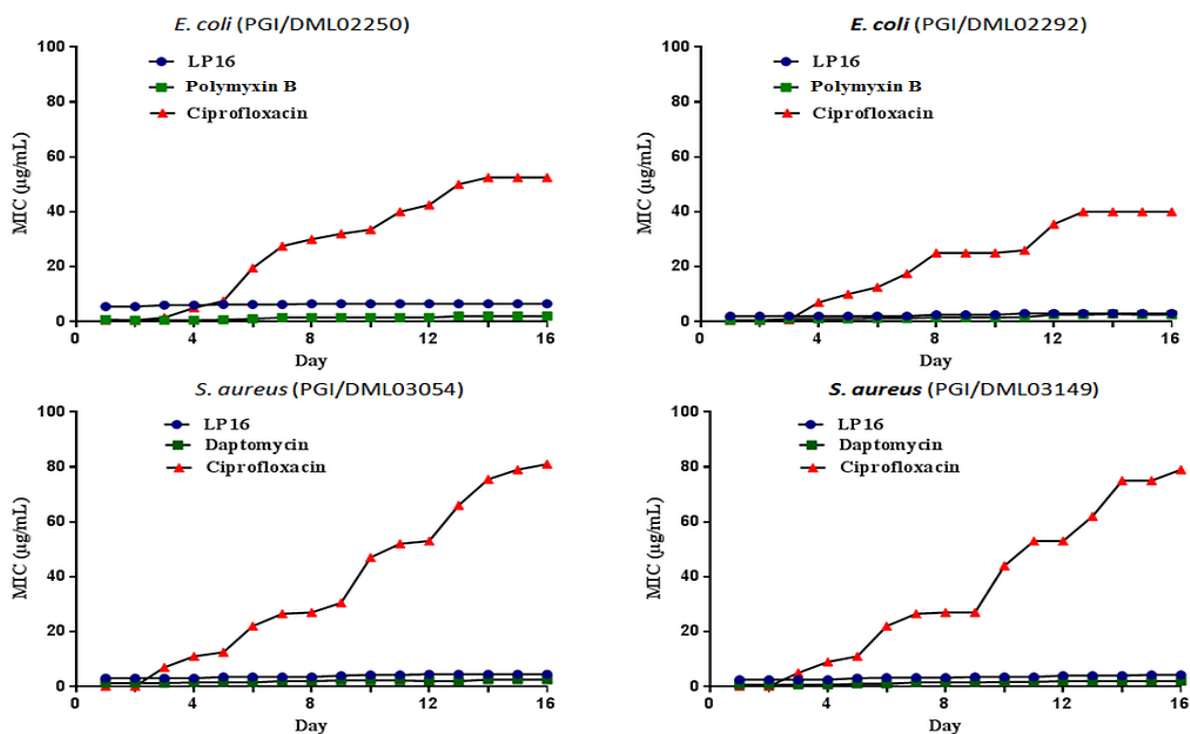 E. coli (PGI/DML02250)
100
80
60
40
20
0
MIC (µg/mL)
LP16
Polymyxin B
Ciprofloxacin
0
4
8
12
16
Day
E. coli (PGI/DML02292)
100
80
60
40
20
0
MIC (µg/mL)
LP16
Polymyxin B
Ciprofloxacin
0
4
8
12
16
Day
S. aureus (PGI/DML03054)
100
80
60
40
20
0
MIC (µg/mL)
LP16
Daptomycin
Ciprofloxacin
0
4
8
12
16
Day
S. aureus (PGI/DML03149)
100
80
60
40
20
0
MIC (µg/mL)
LP16
Daptomycin
Ciprofloxacin
0
4
8
12
16
Day